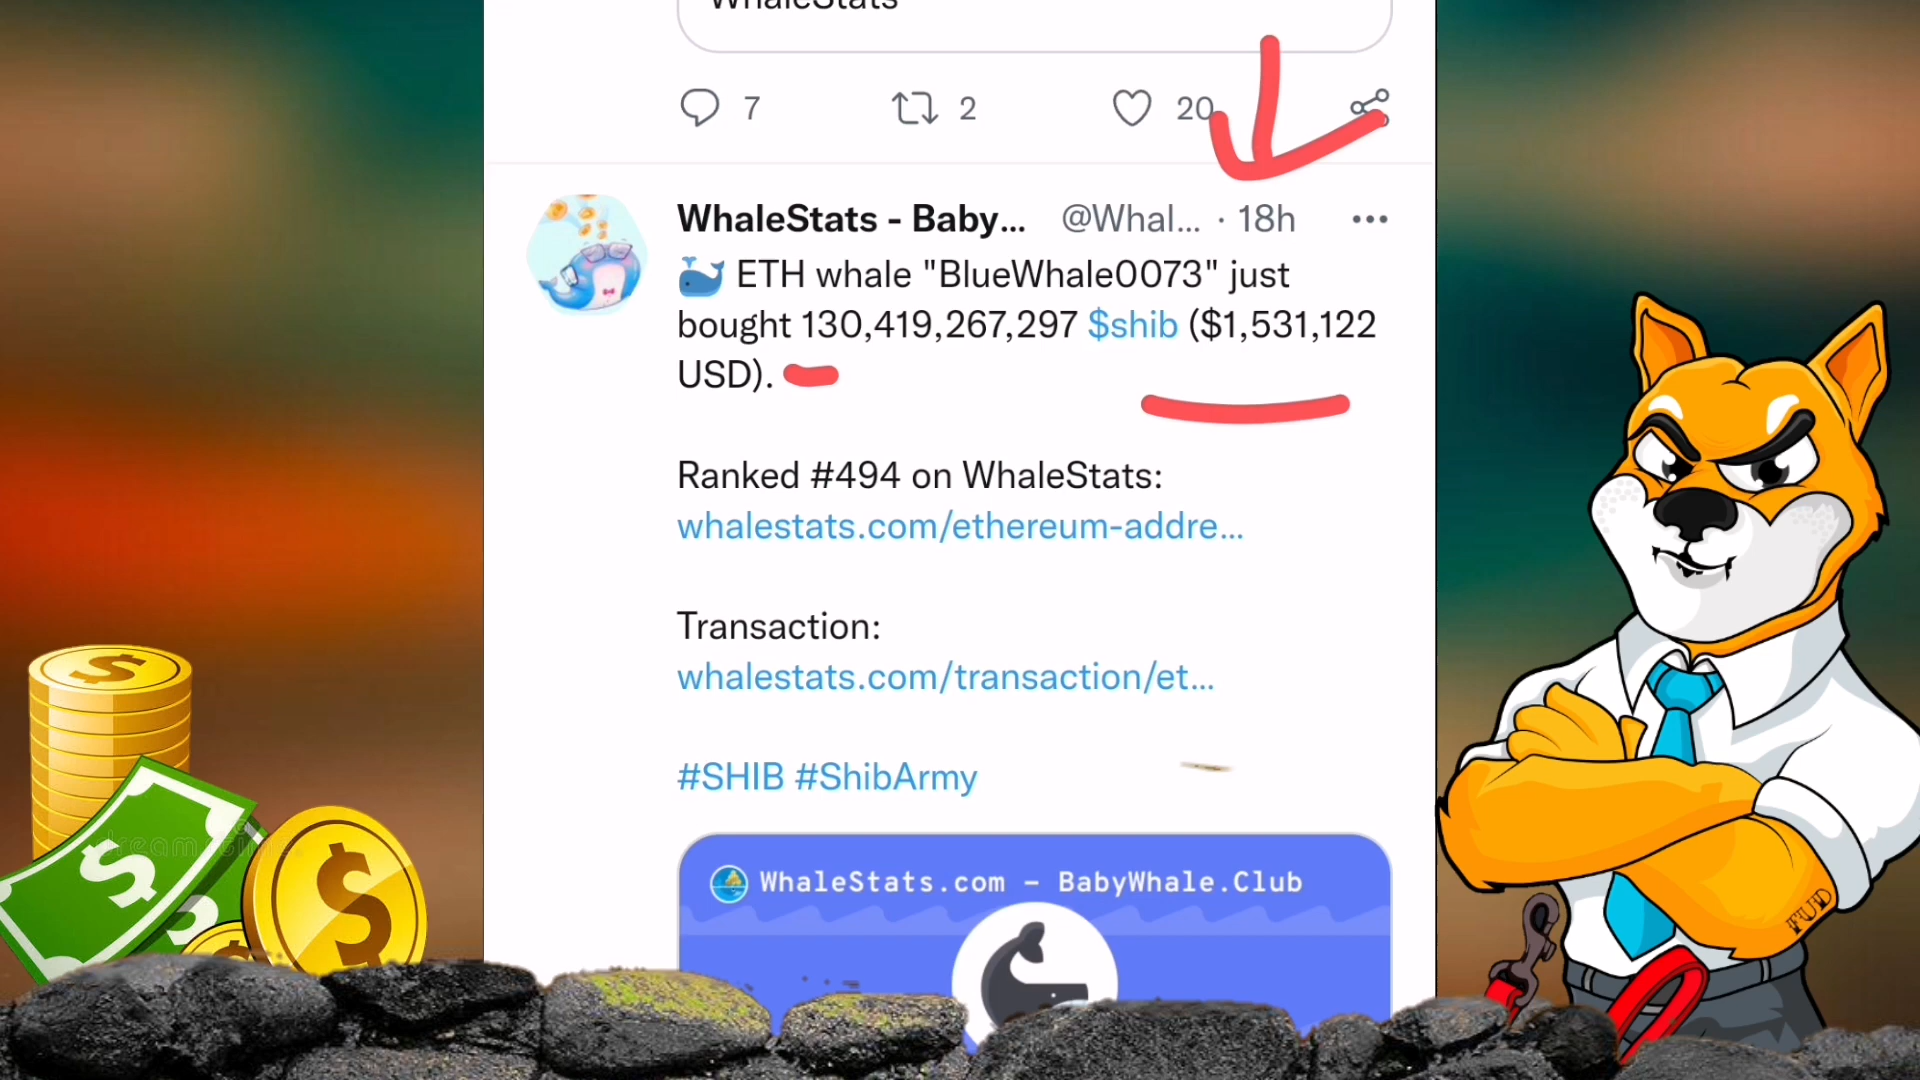 WhaleStats
7 2 20
WhaleStats - Baby... @Whal... · 18h
ETH whale "BlueWhale0073" just
bought 130,419,267,297 $shib ($1,531,122
USD).
Ranked #494 on WhaleStats:
whalestats.com/ethereum-addre...
Transaction:
whalestats.com/transaction/et...
#SHIB #ShibArmy
WhaleStats.com – BabyWhale.Club
FUD